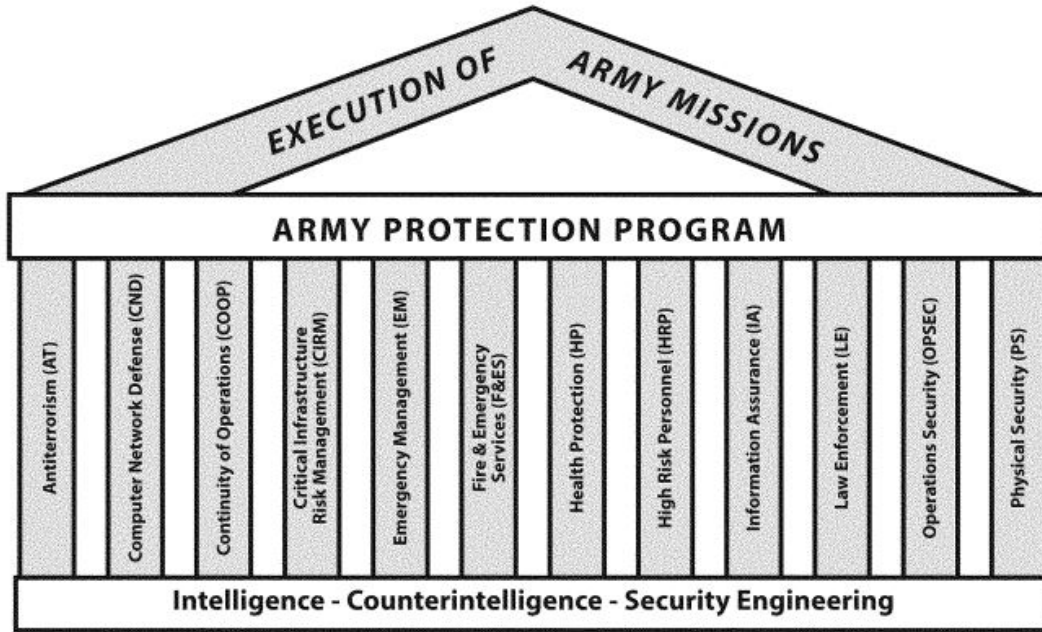 EXECUTION OF
ARMY MISSIONS
ARMY PROTECTION PROGRAM
Antiterrorism (AT)
Computer Network Defense (CND)
Continuity of Operations (COOP)
Critical Infrastructure
Risk Management (CIRM)
Emergency Management (EM)
Fire & Emergency
Services (F&ES)
Health Protection (HP)
High Risk Personnel (HRP)
Information Assurance (IA)
Law Enforcement (LE)
Operations Security (OPSEC)
Physical Security (PS)
Intelligence - Counterintelligence - Security Engineering